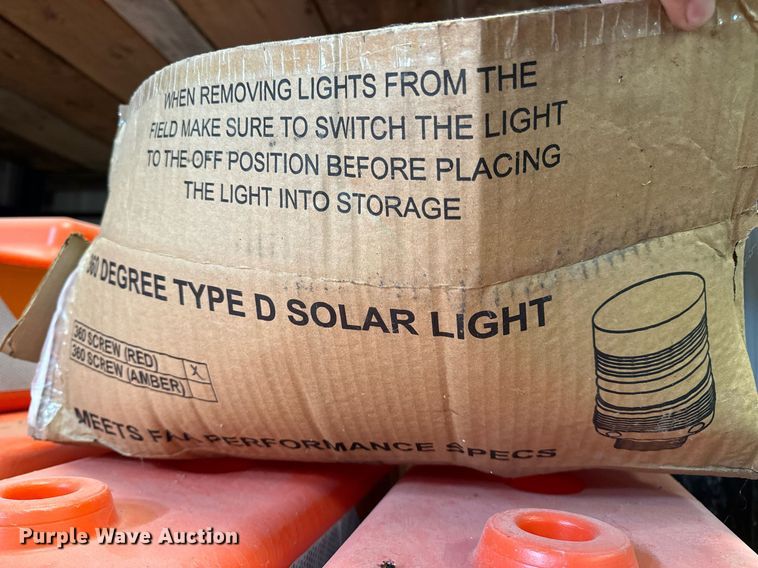 WHEN REMOVING LIGHTS FROM THE
FIELD MAKE SURE TO SWITCH THE LIGHT
TO THE OFF POSITION BEFORE PLACING
THE LIGHT INTO STORAGE
360 DEGREE TYPE D SOLAR LIGHT
360 SCREW (RED) X
360 SCREW (AMBER)
MEETS FAA PERFORMANCE SPECS
Purple Wave Auction